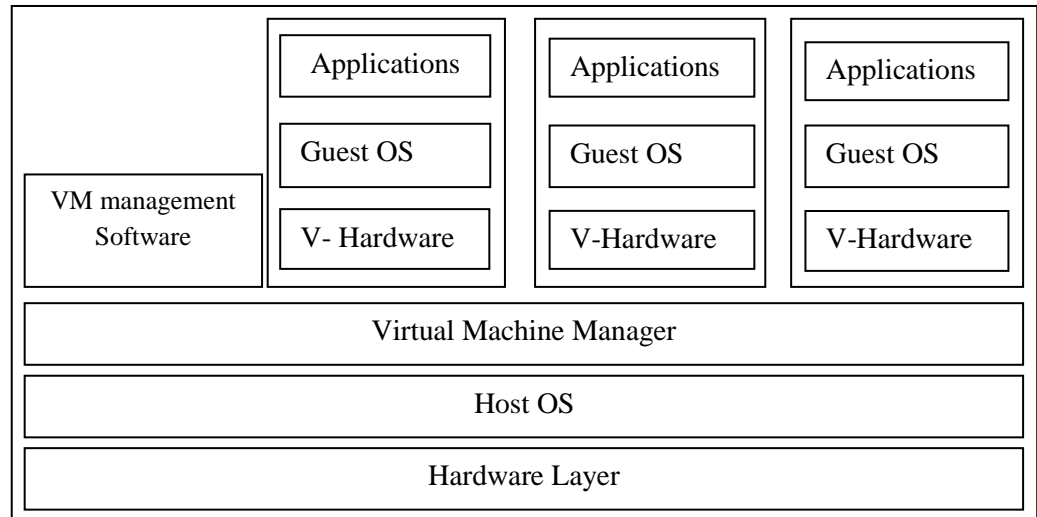 Applications
Applications
Applications
Guest OS
Guest OS
Guest OS
VM management
Software
V- Hardware
V-Hardware
V-Hardware
Virtual Machine Manager
Host OS
Hardware Layer